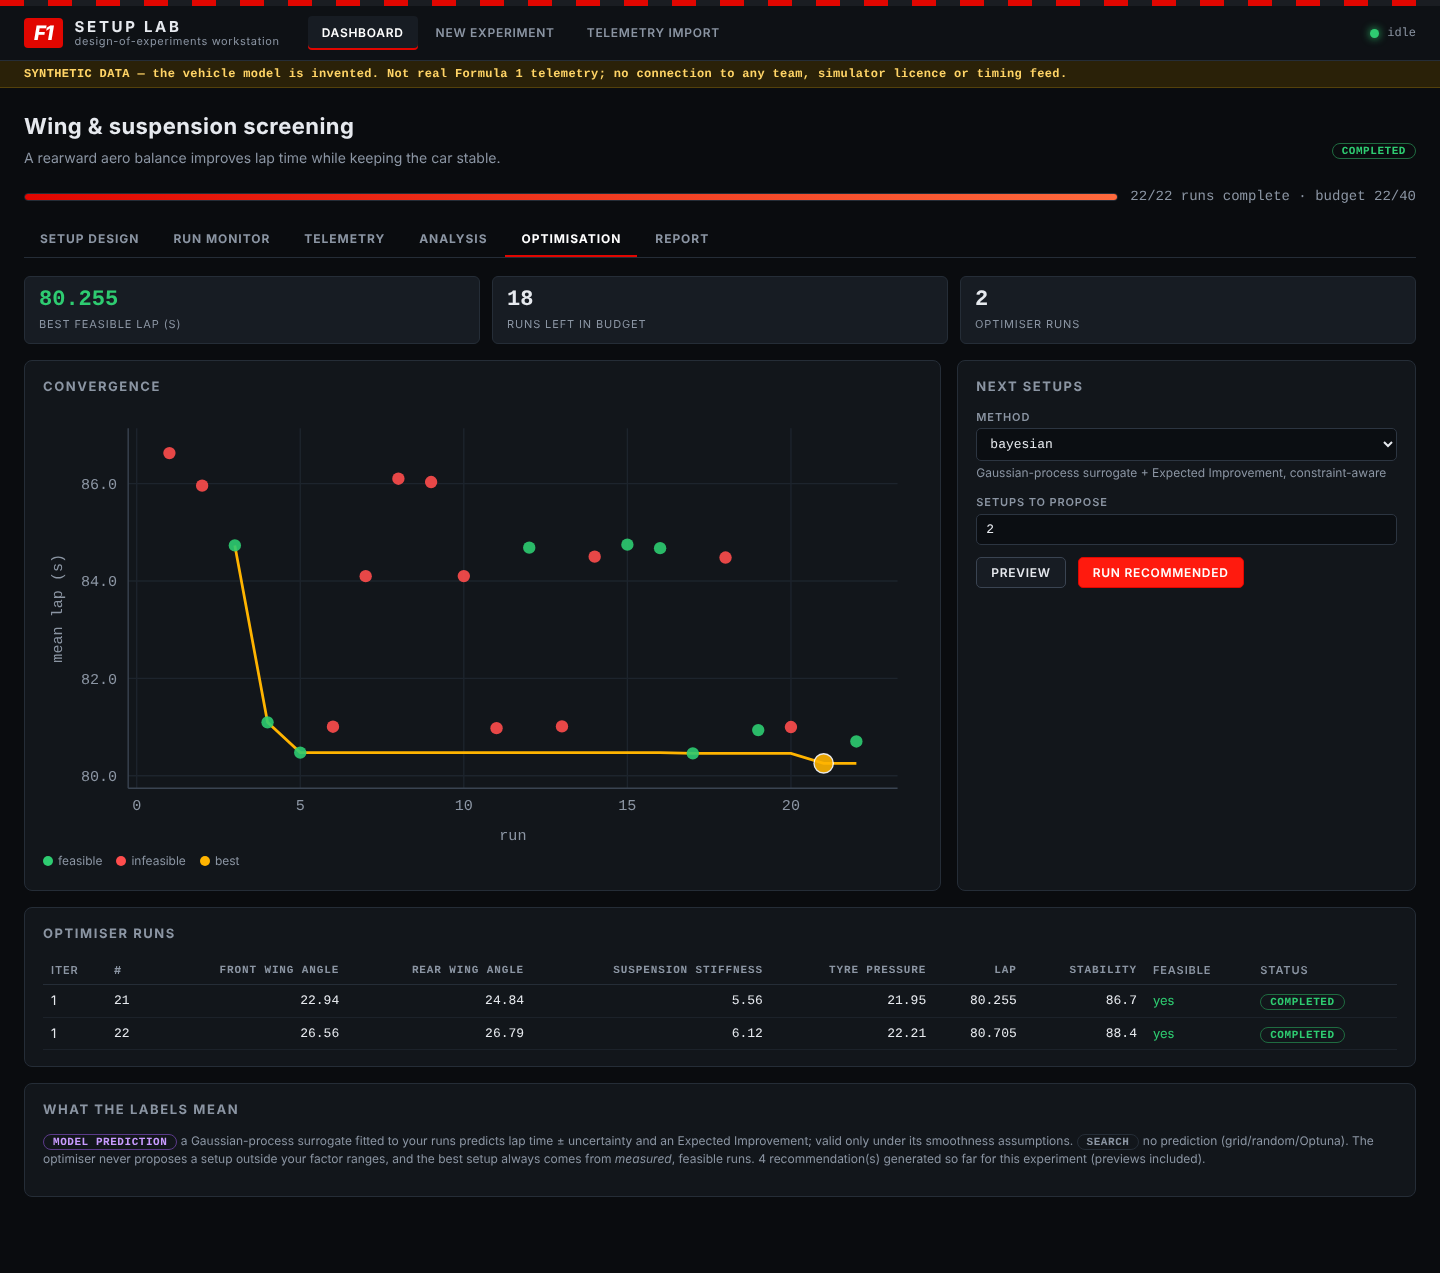 F1 SETUP LAB
design-of-experiments workstation
DASHBOARD NEW EXPERIMENT TELEMETRY IMPORT
idle
SYNTHETIC DATA — the vehicle model is invented. Not real Formula 1 telemetry; no connection to any team, simulator licence or timing feed.
Wing & suspension screening
A rearward aero balance improves lap time while keeping the car stable.
COMPLETED
22/22 runs complete · budget 22/40
SETUP DESIGN RUN MONITOR TELEMETRY ANALYSIS OPTIMISATION REPORT
80.255
BEST FEASIBLE LAP (S)
18
RUNS LEFT IN BUDGET
2
OPTIMISER RUNS
CONVERGENCE
86.0
84.0
82.0
80.0
mean lap (s)
0 5 10 15 20
run
feasible infeasible best
NEXT SETUPS
METHOD
bayesian
Gaussian-process surrogate + Expected Improvement, constraint-aware
SETUPS TO PROPOSE
2
PREVIEW RUN RECOMMENDED
OPTIMISER RUNS
ITER # FRONT WING ANGLE REAR WING ANGLE SUSPENSION STIFFNESS TYRE PRESSURE LAP STABILITY FEASIBLE STATUS
1 21 22.94 24.84 5.56 21.95 80.255 86.7 yes COMPLETED
1 22 26.56 26.79 6.12 22.21 80.705 88.4 yes COMPLETED
WHAT THE LABELS MEAN
MODEL PREDICTION a Gaussian-process surrogate fitted to your runs predicts lap time ± uncertainty and an Expected Improvement; valid only under its smoothness assumptions. SEARCH no prediction (grid/random/Optuna). The
optimiser never proposes a setup outside your factor ranges, and the best setup always comes from measured, feasible runs. 4 recommendation(s) generated so far for this experiment (previews included).